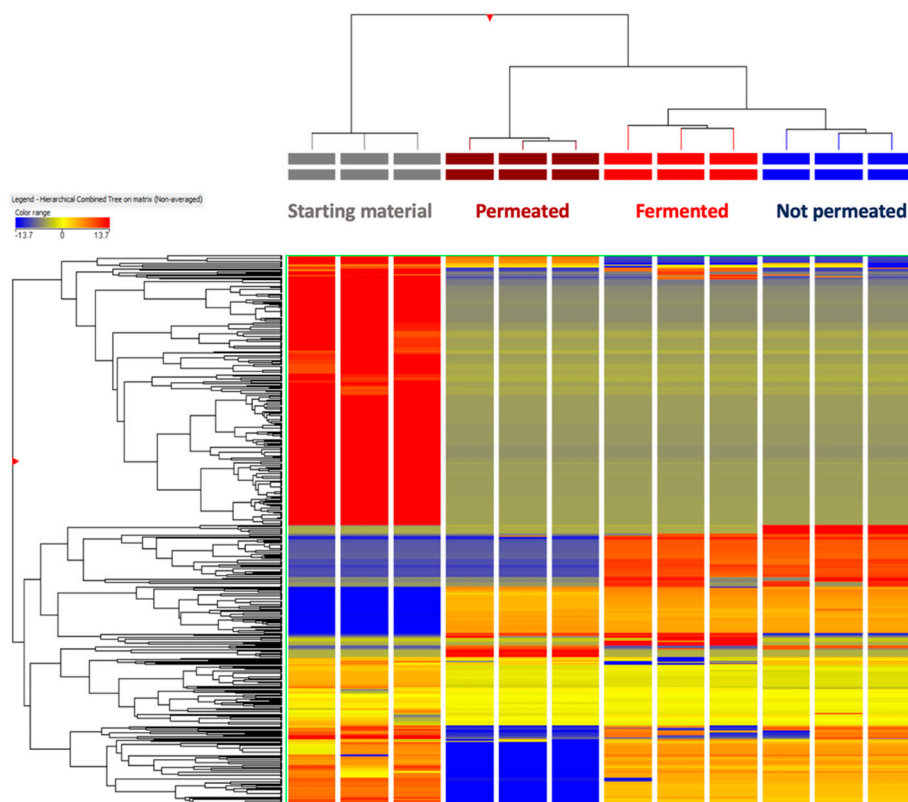 Legend - Hierarchical Combined Tree on matrix (Non-averaged)
Color range
-13.7 0 13.7
Starting material Permeated Fermented Not permeated